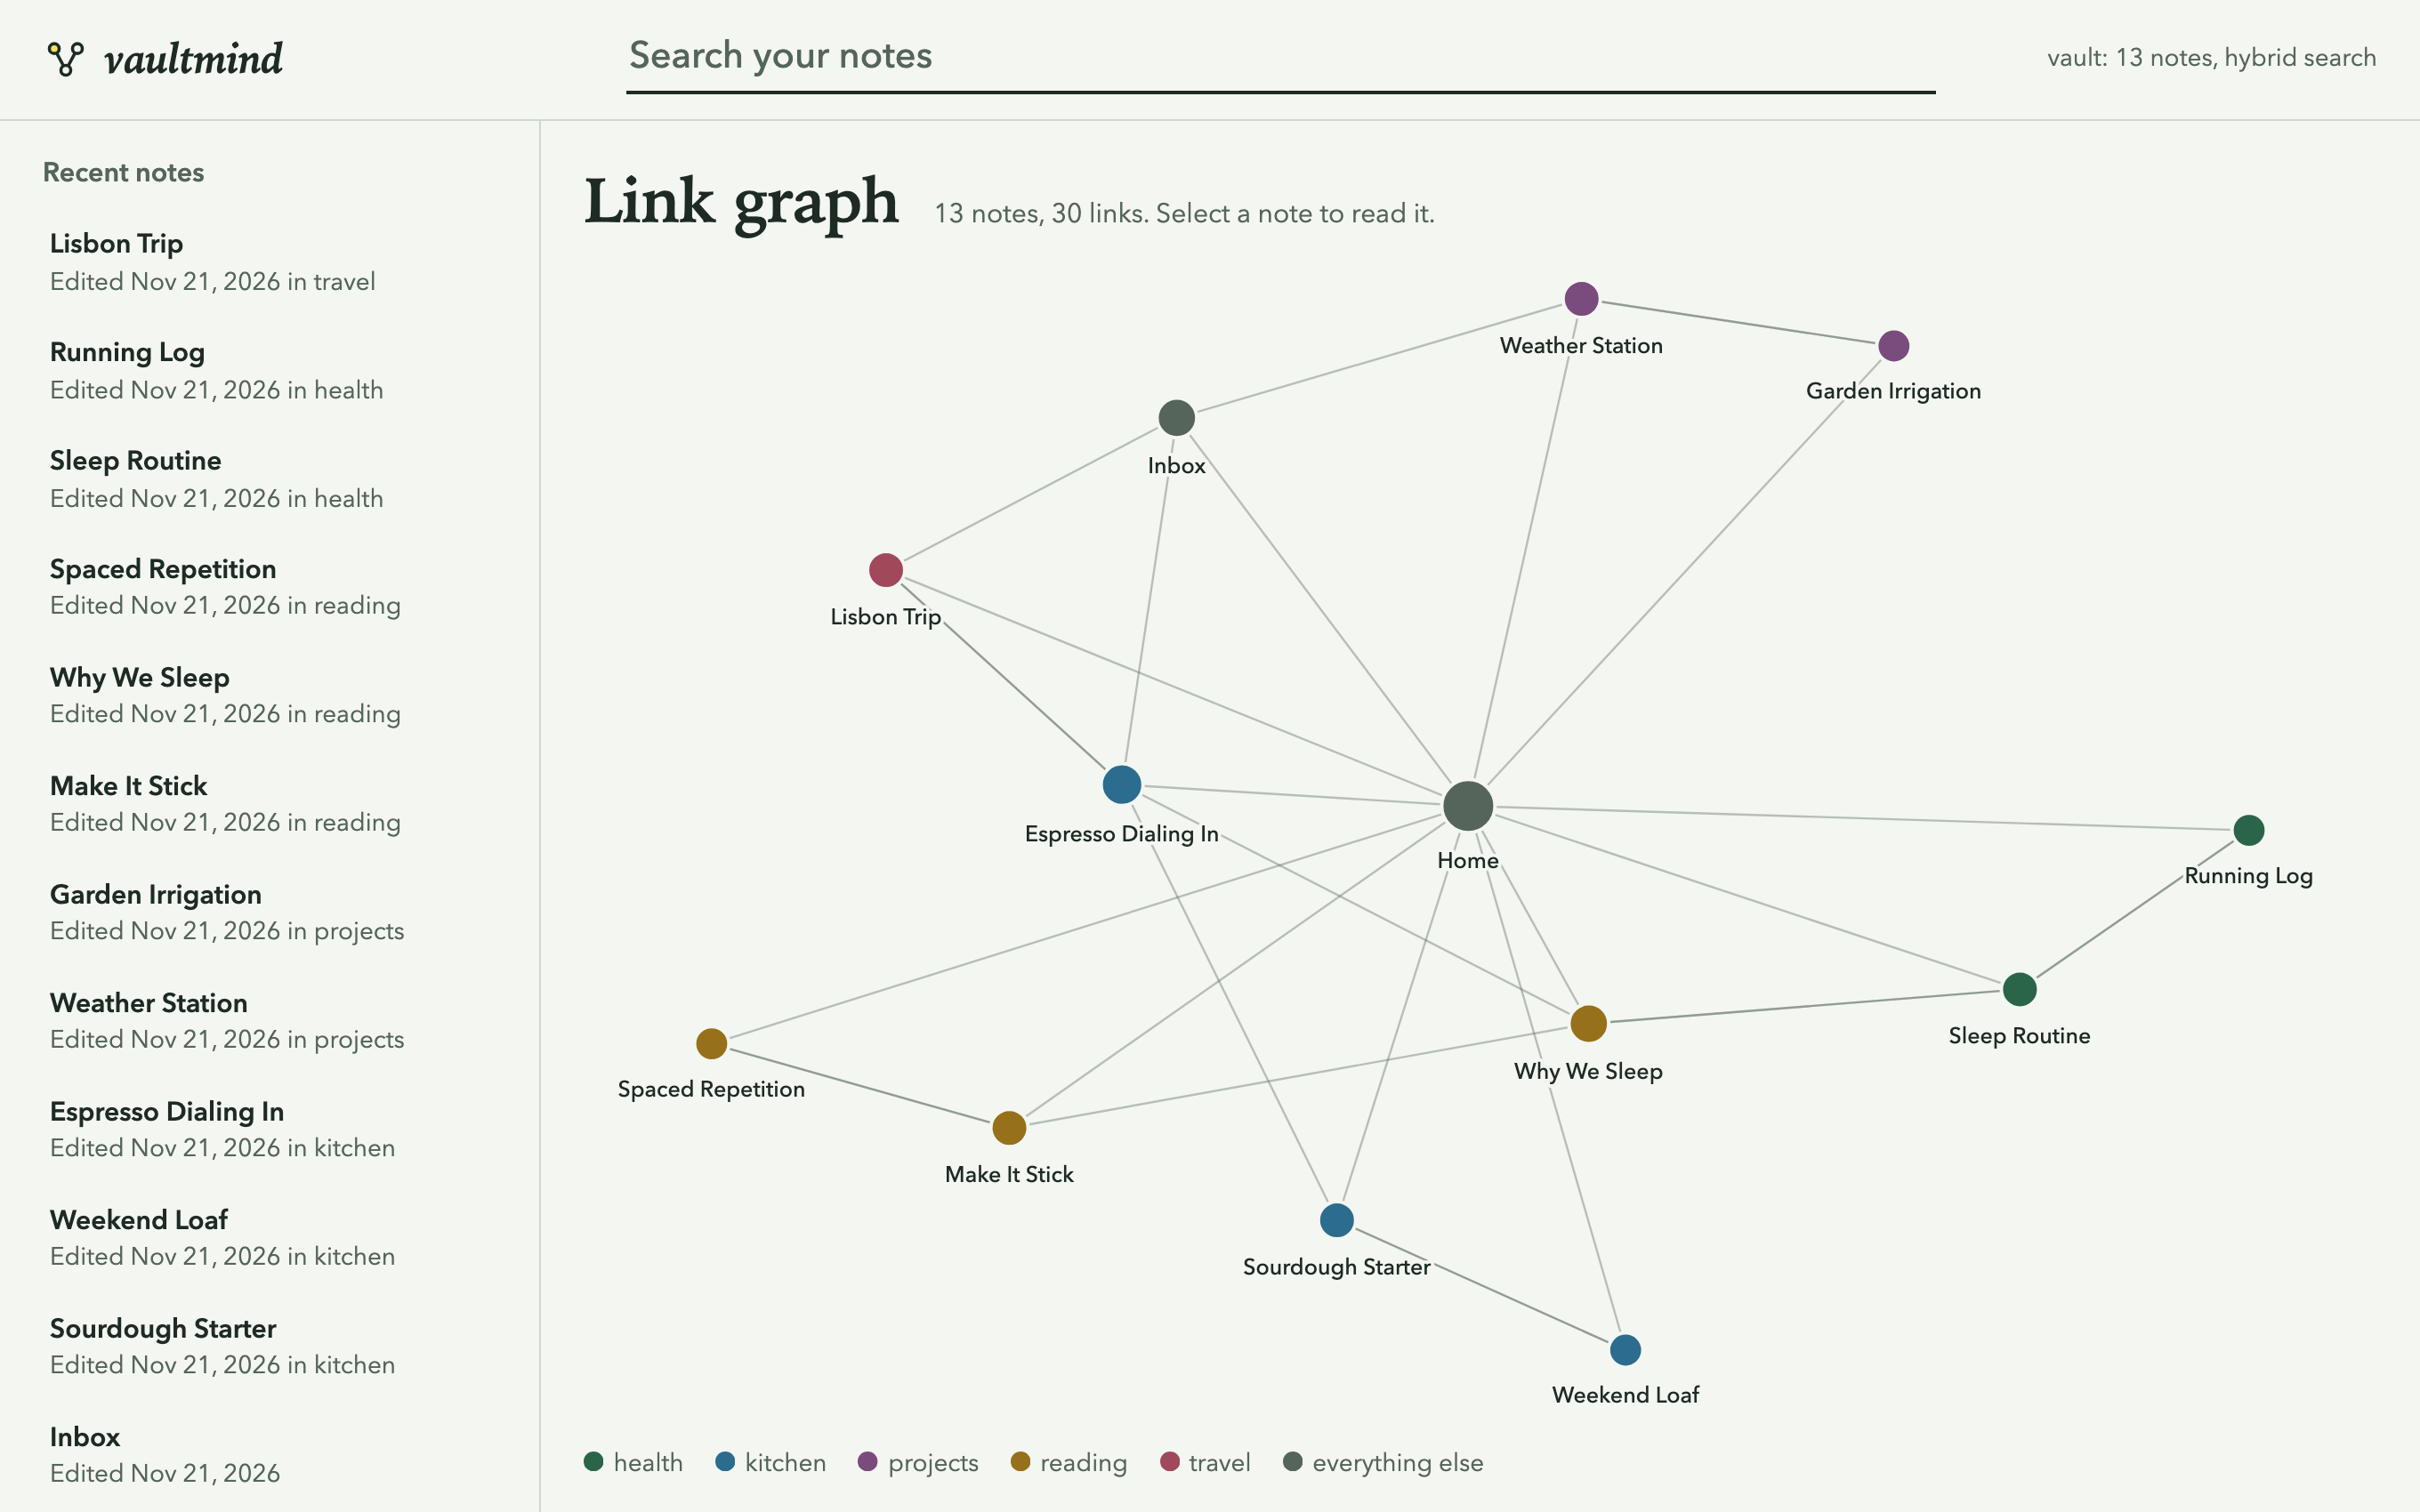 vaultmind
Search your notes
vault: 13 notes, hybrid search
Recent notes
Lisbon Trip
Edited Nov 21, 2026 in travel
Running Log
Edited Nov 21, 2026 in health
Sleep Routine
Edited Nov 21, 2026 in health
Spaced Repetition
Edited Nov 21, 2026 in reading
Why We Sleep
Edited Nov 21, 2026 in reading
Make It Stick
Edited Nov 21, 2026 in reading
Garden Irrigation
Edited Nov 21, 2026 in projects
Weather Station
Edited Nov 21, 2026 in projects
Espresso Dialing In
Edited Nov 21, 2026 in kitchen
Weekend Loaf
Edited Nov 21, 2026 in kitchen
Sourdough Starter
Edited Nov 21, 2026 in kitchen
Inbox
Edited Nov 21, 2026
Link graph
13 notes, 30 links. Select a note to read it.
Weather Station
Garden Irrigation
Inbox
Lisbon Trip
Espresso Dialing In
Home
Running Log
Sleep Routine
Why We Sleep
Spaced Repetition
Make It Stick
Sourdough Starter
Weekend Loaf
health
kitchen
projects
reading
travel
everything else